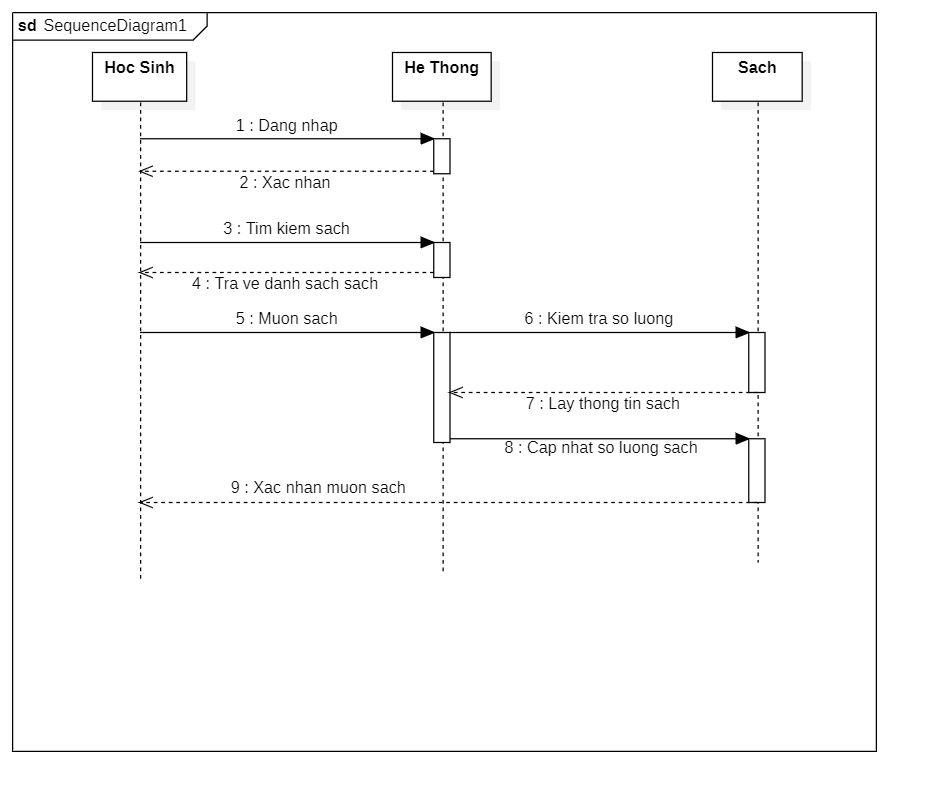 sd SequenceDiagram1
Hoc Sinh
He Thong
Sach
1 : Dang nhap
2 : Xac nhan
3 : Tim kiem sach
4 : Tra ve danh sach sach
5 : Muon sach
6 : Kiem tra so luong
7 : Lay thong tin sach
8 : Cap nhat so luong sach
9 : Xac nhan muon sach